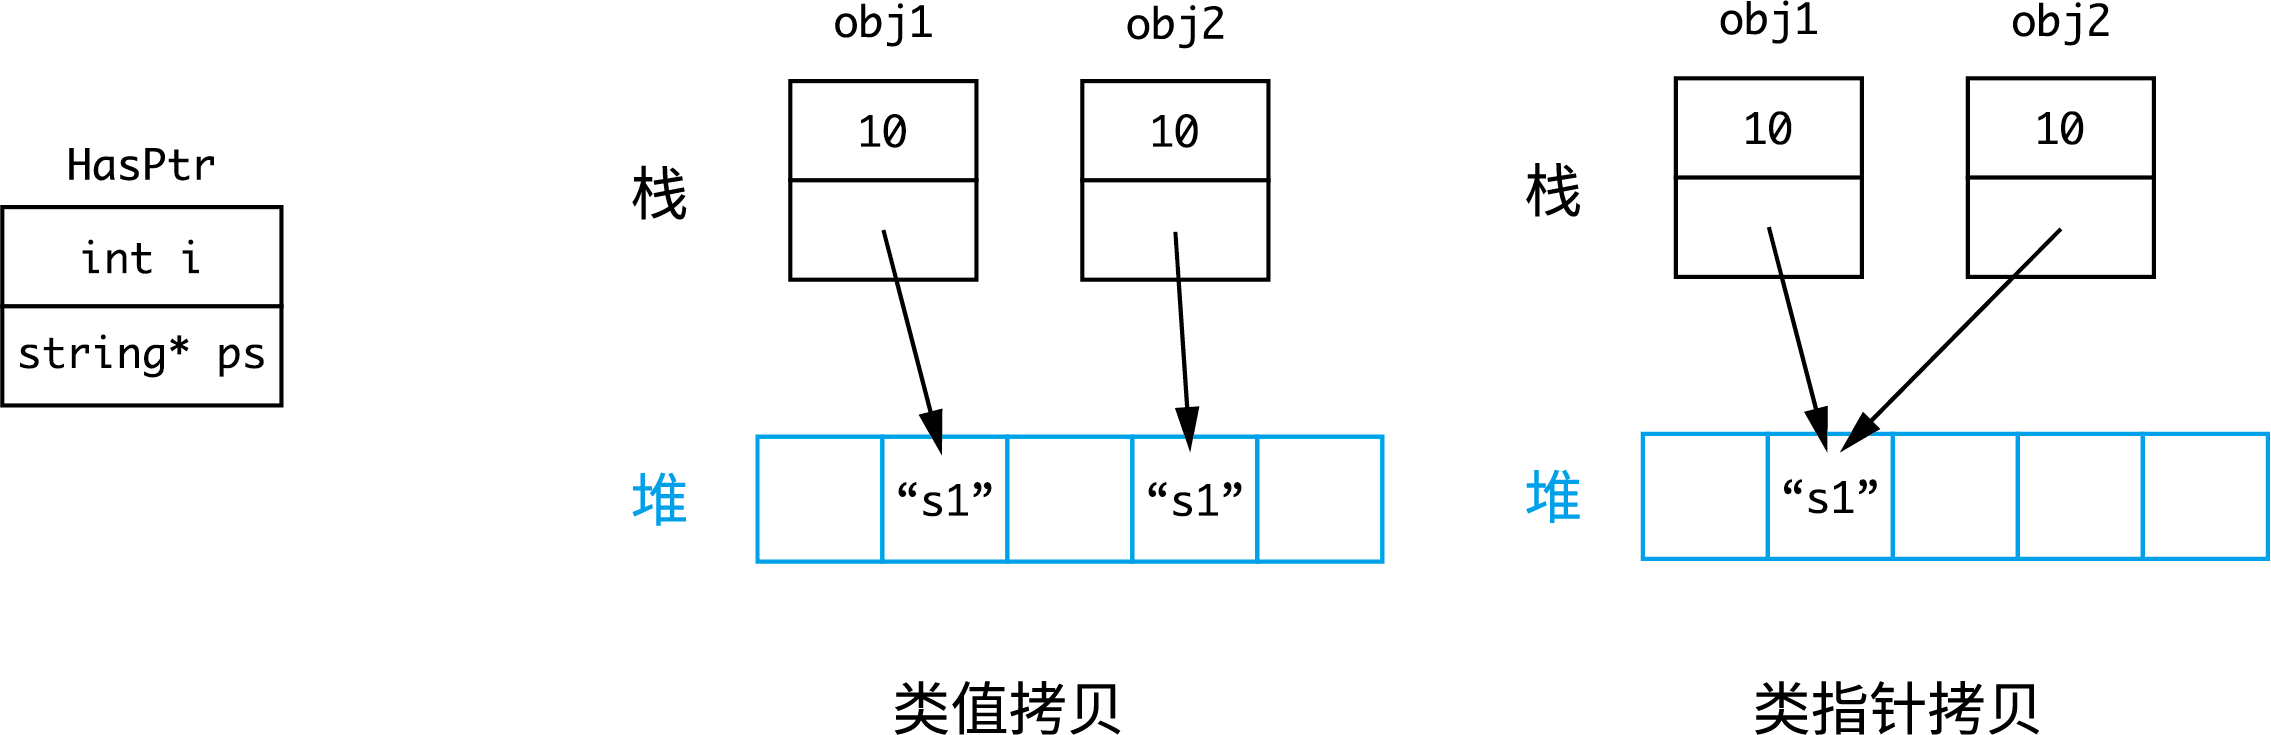 HasPtr
int i
string* ps
obj1 obj2
栈
10 10
堆
“s1” “s1”
类值拷贝
obj1 obj2
栈
10 10
堆
“s1”
类指针拷贝